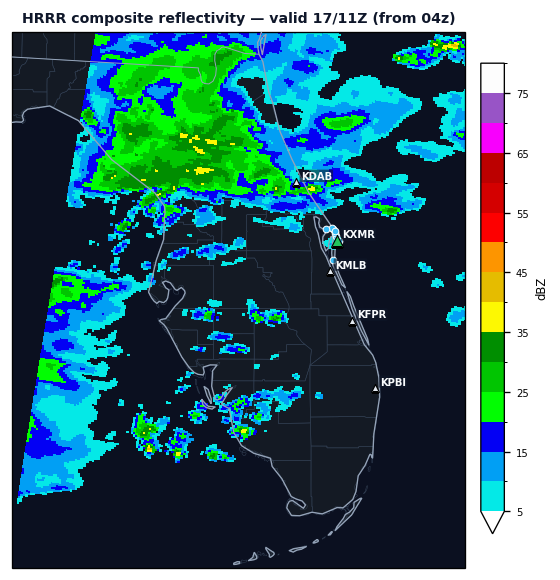 HRRR composite reflectivity — valid 17/11Z (from 04z)
KDAB
KXMR
KMLB
KFPR
KPBI
75
65
55
45
35
25
15
5
dBZ